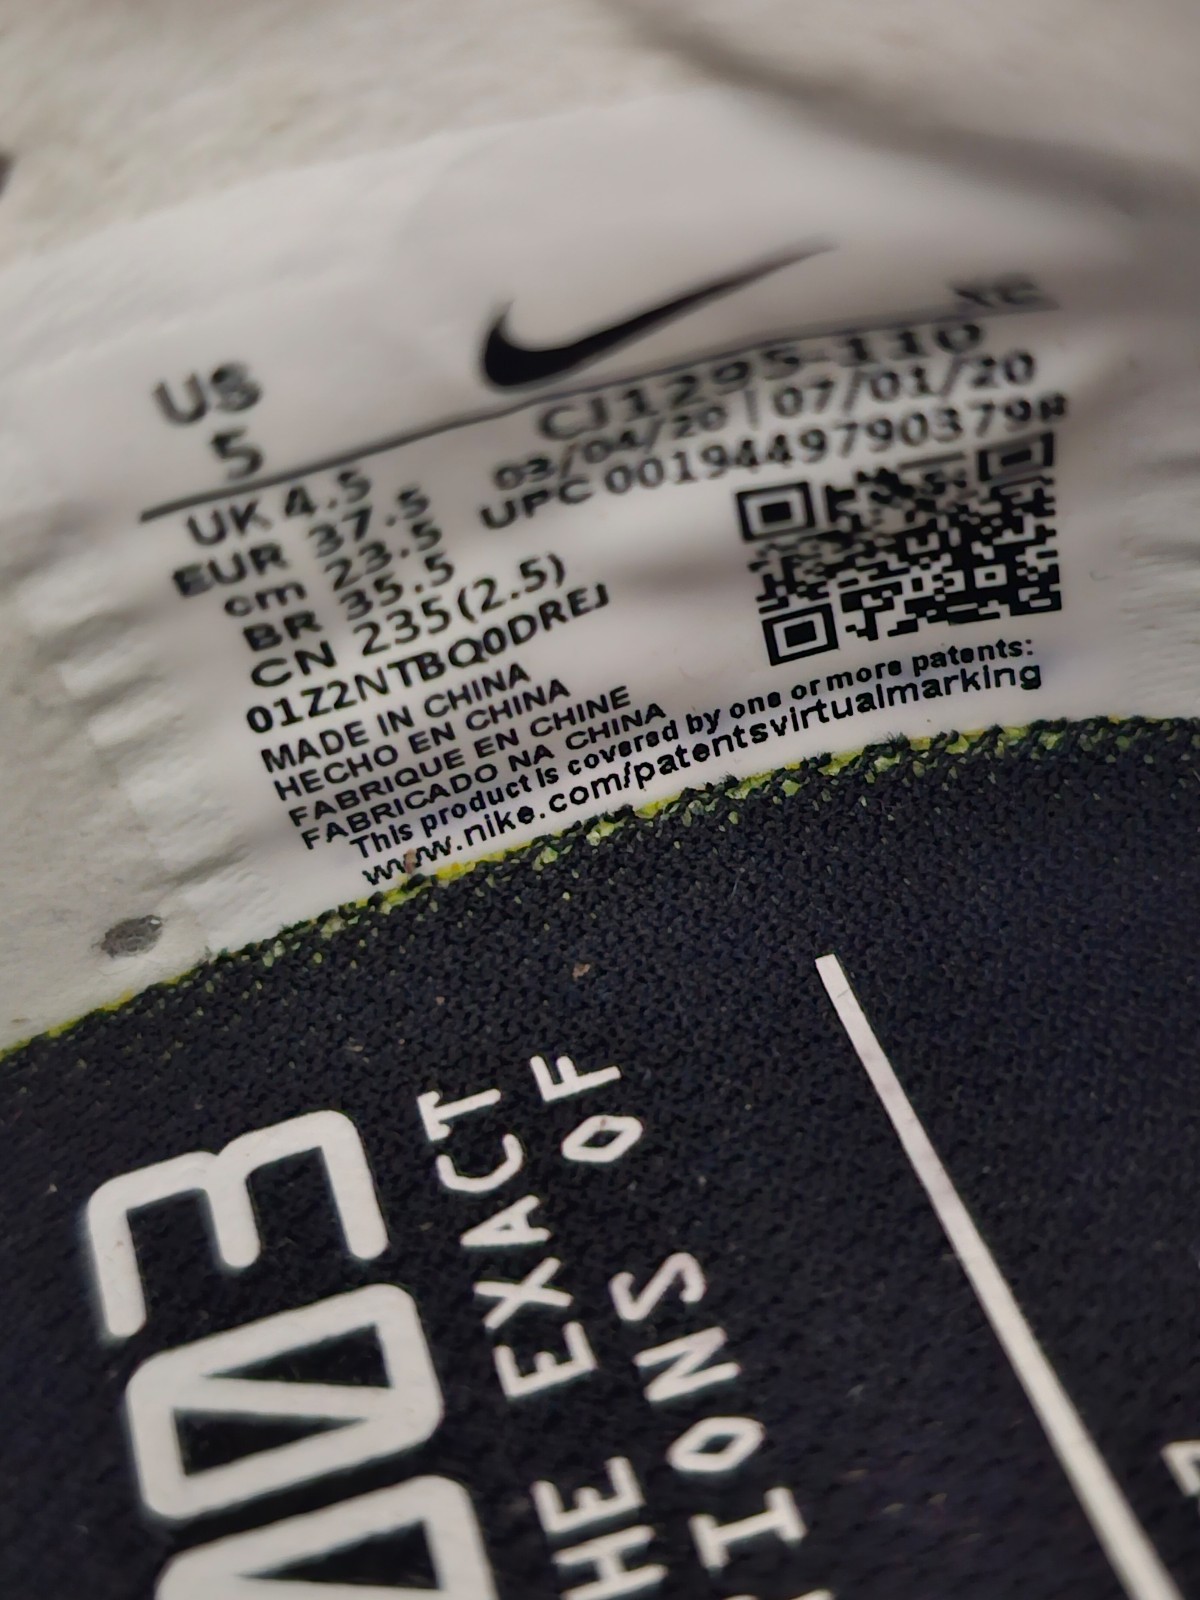 US
5
UK 4.5
EUR 37.5
cm 23.5
BR 35.5
CN 235(2.5)
01Z2NTBQ0DREJ
MADE IN CHINA
HECHO EN CHINA
FABRIQUE EN CHINE
FABRICADO NA CHINA
This product is covered by one or more patents:
www.nike.com/patentsvirtualmarking
CJ1295-110
03/04/20 | 07/01/20
UPC 00194497903798
EXACT
OF